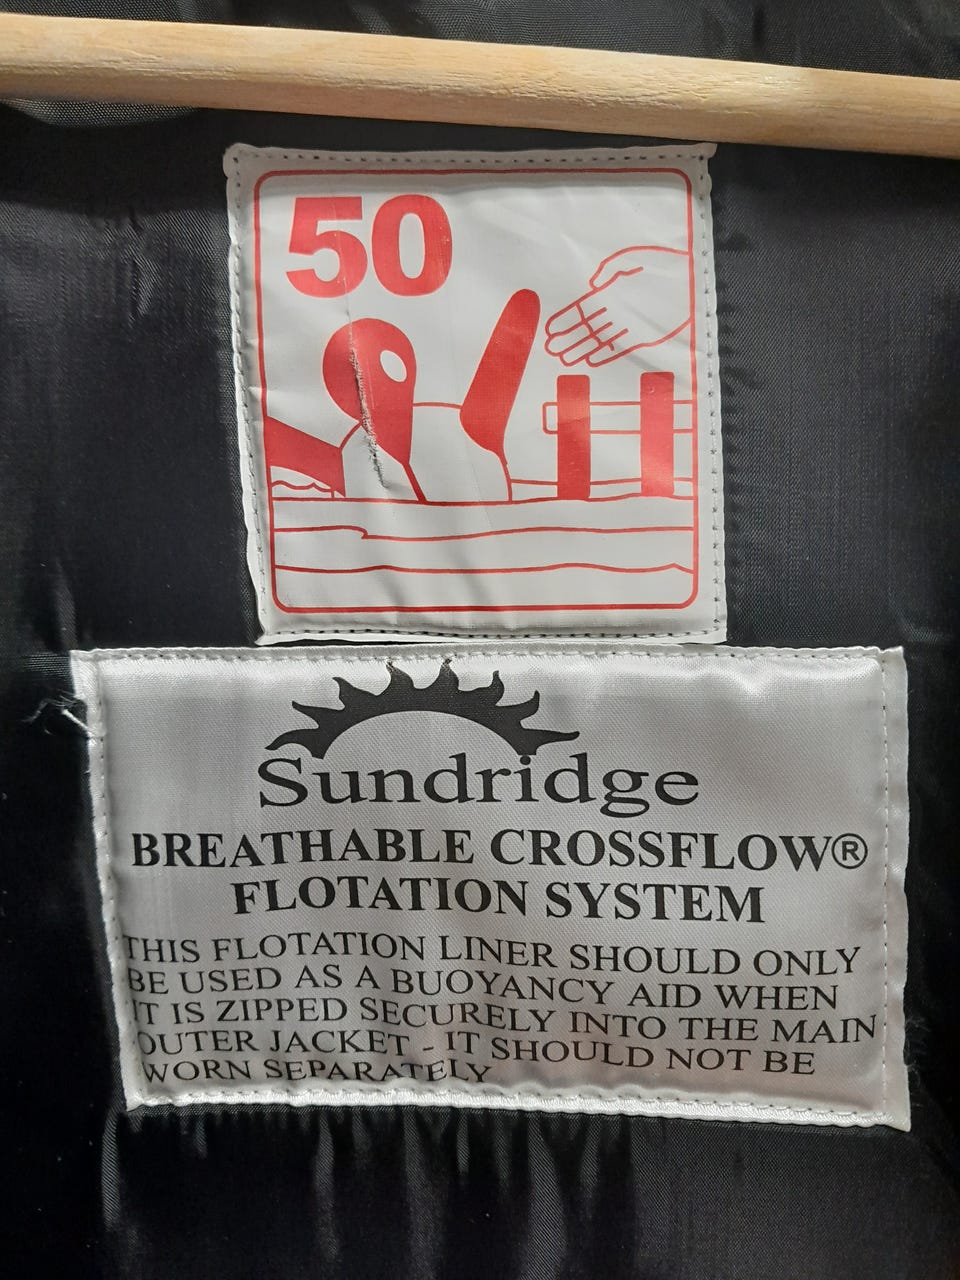 50
Sundridge
BREATHABLE CROSSFLOW®
FLOTATION SYSTEM
THIS FLOTATION LINER SHOULD ONLY
BE USED AS A BUOYANCY AID WHEN
IT IS ZIPPED SECURELY INTO THE MAIN
OUTER JACKET - IT SHOULD NOT BE
WORN SEPARATELY